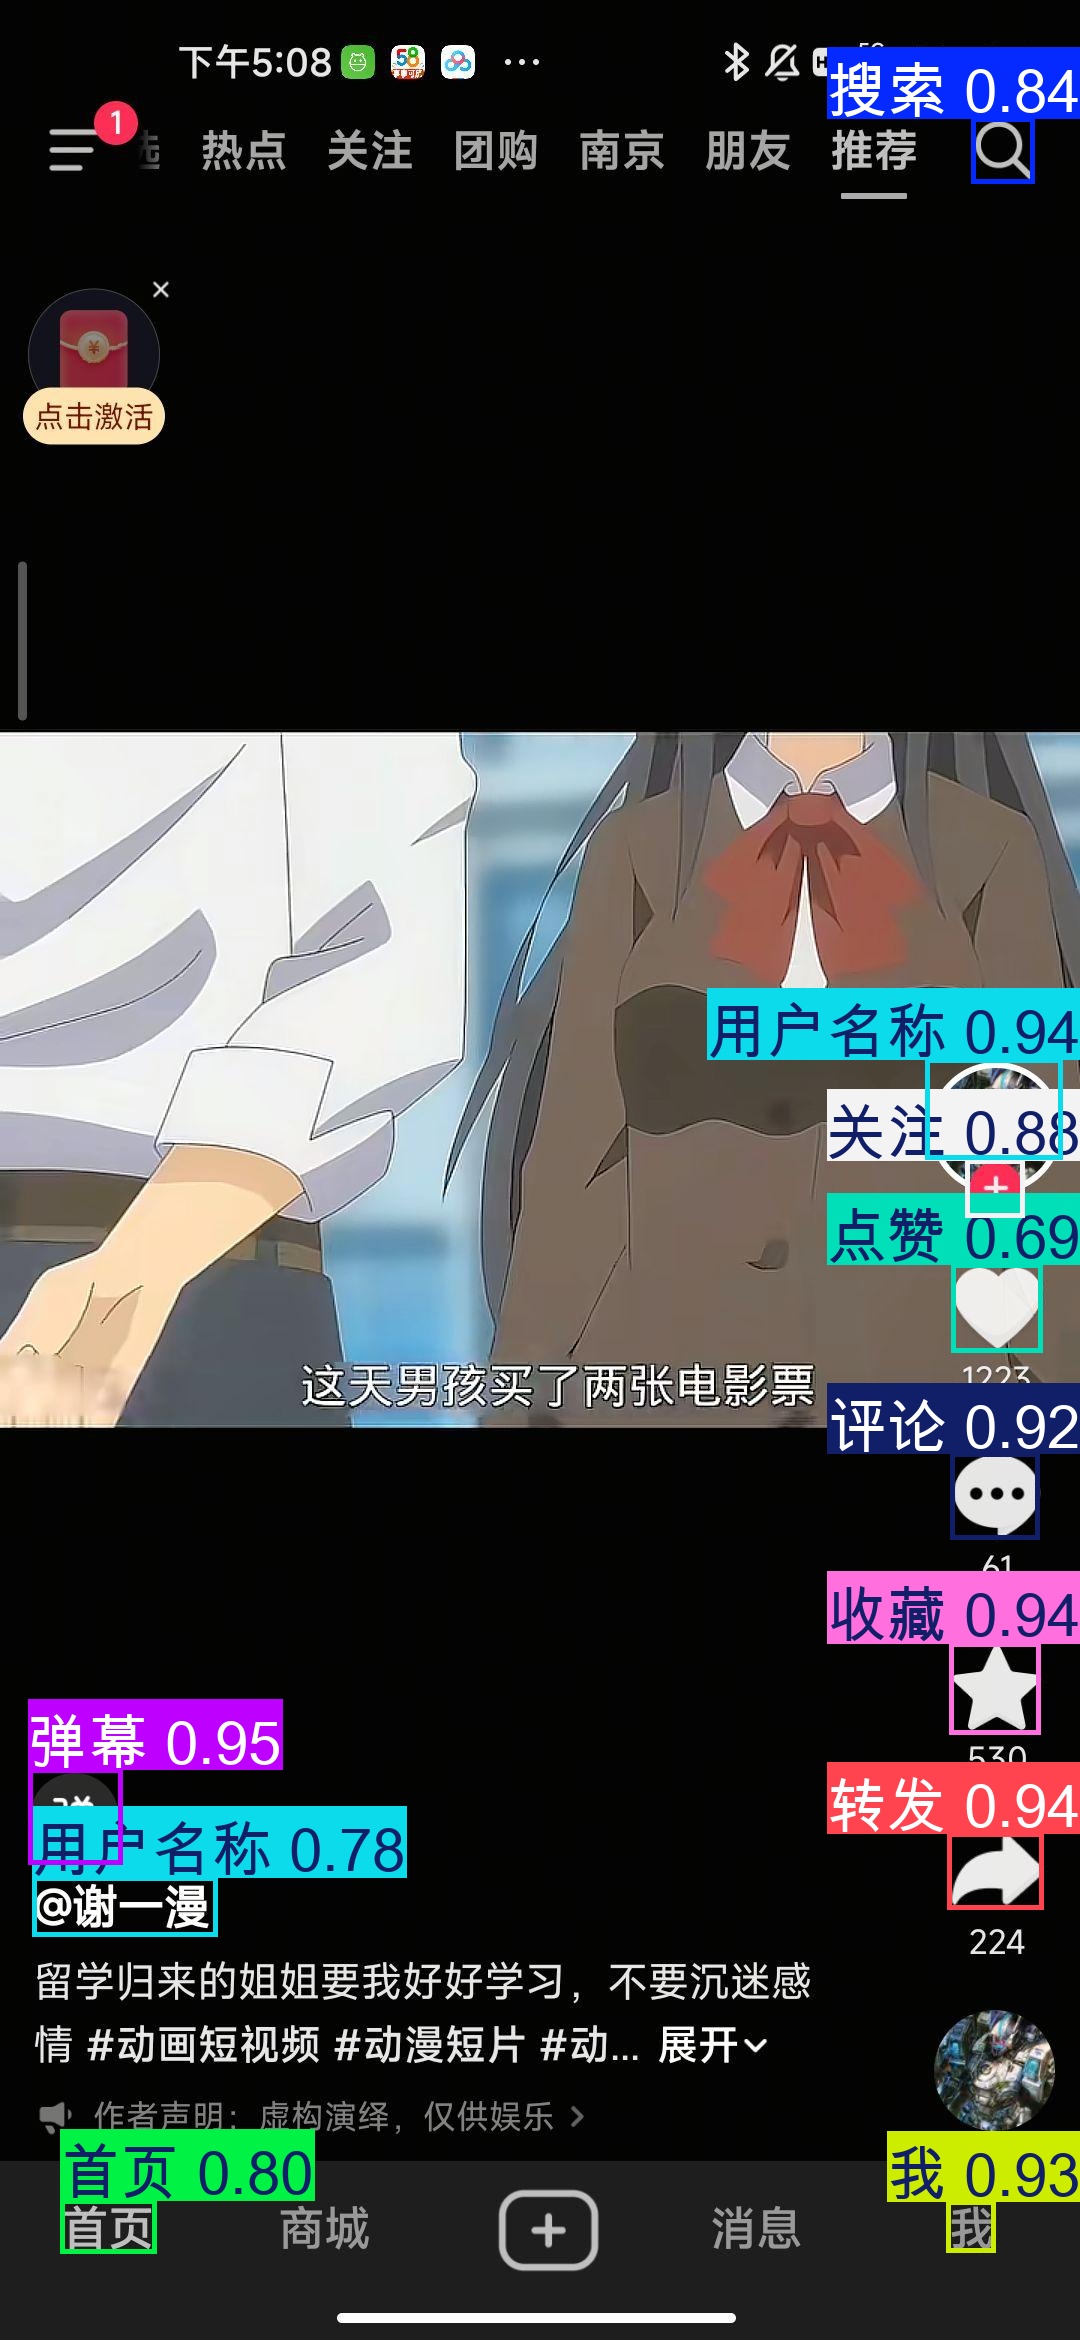 下午5:08
搜索 0.84
1
热点 关注 团购 南京 朋友 推荐
¥
点击激活
用户名称 0.94
关注 0.88
点赞 0.69
这天男孩买了两张电影票
1223
评论 0.92
61
收藏 0.94
530
弹幕 0.95
转发 0.94
用户名称 0.78
@谢一漫
224
留学归来的姐姐要我好好学习，不要沉迷感
情 #动画短视频 #动漫短片 #动... 展开
作者声明：虚构演绎，仅供娱乐
首页 0.80
我 0.93
首页 商城 消息 我